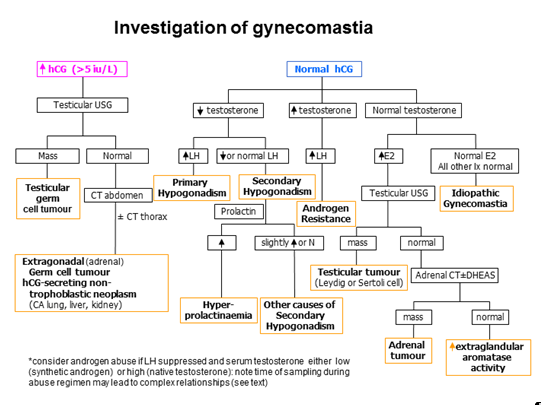 Investigation of gynecomastia
↑ hCG (>5 iu/L)
Normal hCG
Testicular USG
↓ testosterone
↑ testosterone
Normal testosterone
Mass
Normal
↑LH
↓or normal LH
↑LH
↑E2
Normal E2
All other Ix normal
Testicular
germ
cell tumour
CT abdomen
± CT thorax
Primary
Hypogonadism
Secondary
Hypogonadism
Androgen
Resistance
Testicular USG
Idiopathic
Gynecomastia
Prolactin
↑
slightly ↑or N
mass
normal
Extragonadal (adrenal)
Germ cell tumour
hCG-secreting non-
trophoblastic neoplasm
(CA lung, liver, kidney)
Testicular tumour
(Leydig or Sertoli cell)
Adrenal CT±DHEAS
Hyper-
prolactinaemia
Other causes of
Secondary
Hypogonadism
mass
normal
Adrenal
tumour
↑extraglandular
aromatase
activity
*consider androgen abuse if LH suppressed and serum testosterone either low
(synthetic androgen) or high (native testosterone): note time of sampling during
abuse regimen may lead to complex relationships (see text)